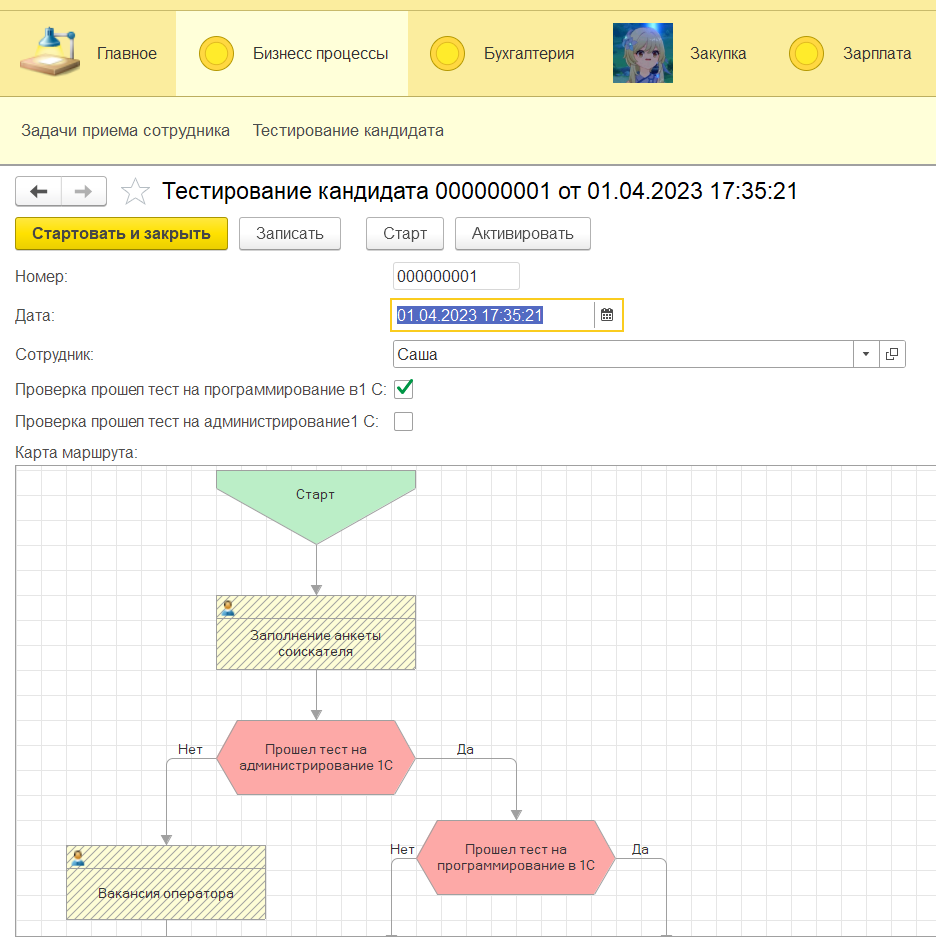 Главное Бизнесс процессы Бухгалтерия Закупка Зарплата
Задачи приема сотрудника Тестирование кандидата
Тестирование кандидата 000000001 от 01.04.2023 17:35:21
Стартовать и закрыть Записать Старт Активировать
Номер: 000000001
Дата: 01.04.2023 17:35:21
Сотрудник: Саша
Проверка прошел тест на программирование в1 С:
Проверка прошел тест на администрирование1 С:
Карта маршрута:
Старт
Заполнение анкеты
соискателя
Нет
Прошел тест на
администрирование 1С
Да
Нет
Прошел тест на
программирование в 1С
Да
Вакансия оператора